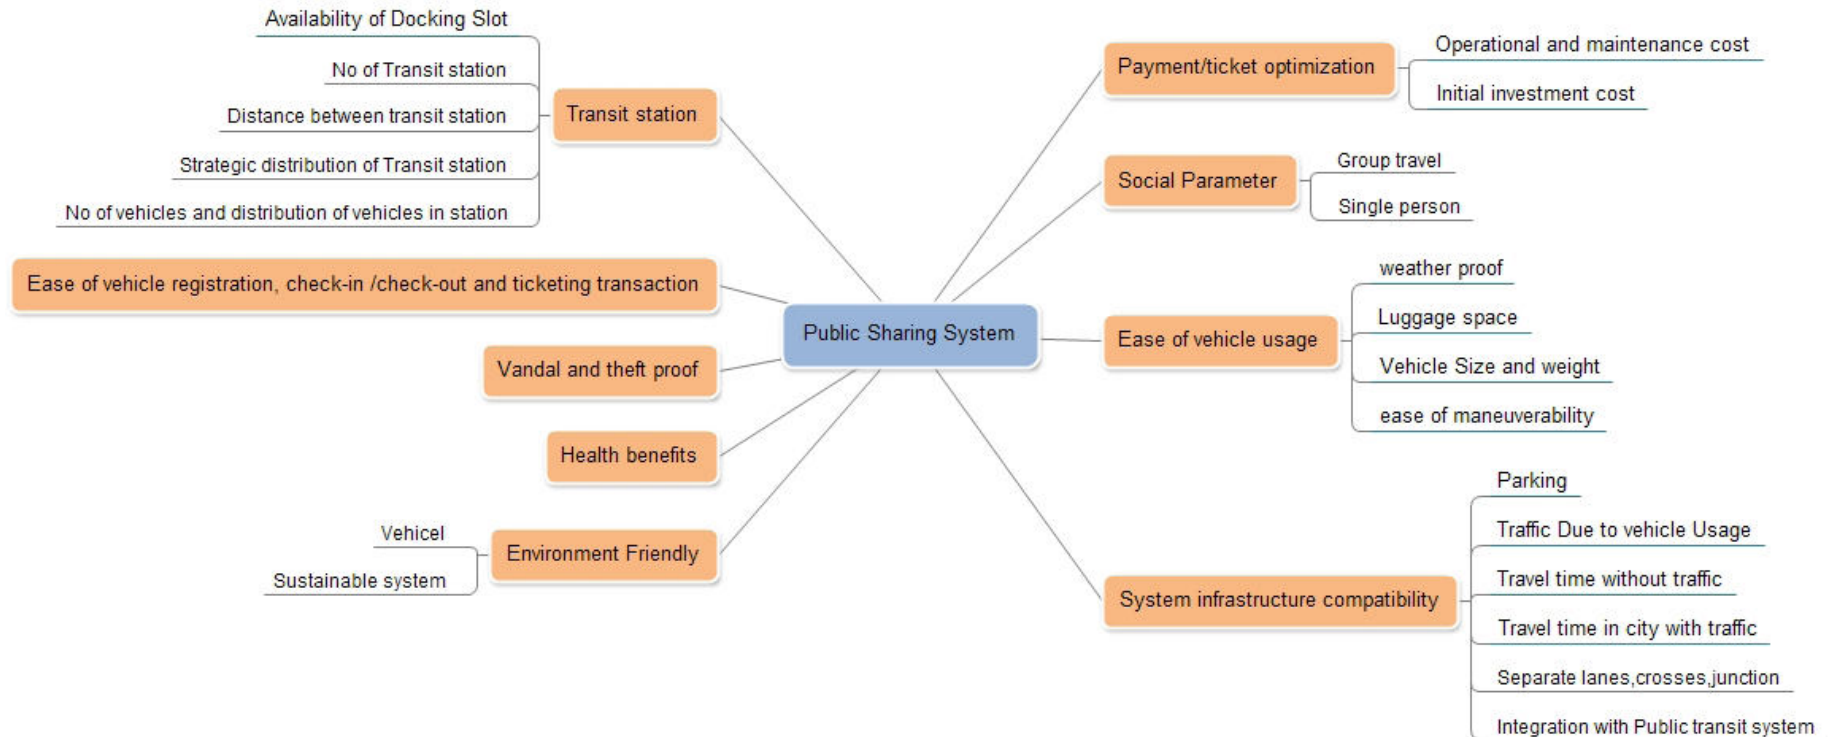 Availability of Docking Slot
No of Transit station
Distance between transit station
Strategic distribution of Transit station
No of vehicles and distribution of vehicles in station
Transit station
Ease of vehicle registration, check-in /check-out and ticketing transaction
Vandal and theft proof
Health benefits
Vehicel
Sustainable system
Environment Friendly
Public Sharing System
Payment/ticket optimization
Operational and maintenance cost
Initial investment cost
Social Parameter
Group travel
Single person
Ease of vehicle usage
weather proof
Luggage space
Vehicle Size and weight
ease of maneuverability
System infrastructure compatibility
Parking
Traffic Due to vehicle Usage
Travel time without traffic
Travel time in city with traffic
Separate lanes,crosses,junction
Integration with Public transit system